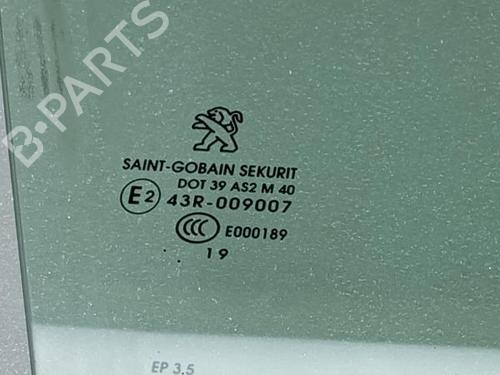 B-PARTS
SAINT-GOBAIN SEKURIT
DOT 39 AS2 M 40
E2 43R-009007
CCC E000189
19
EP 3.5